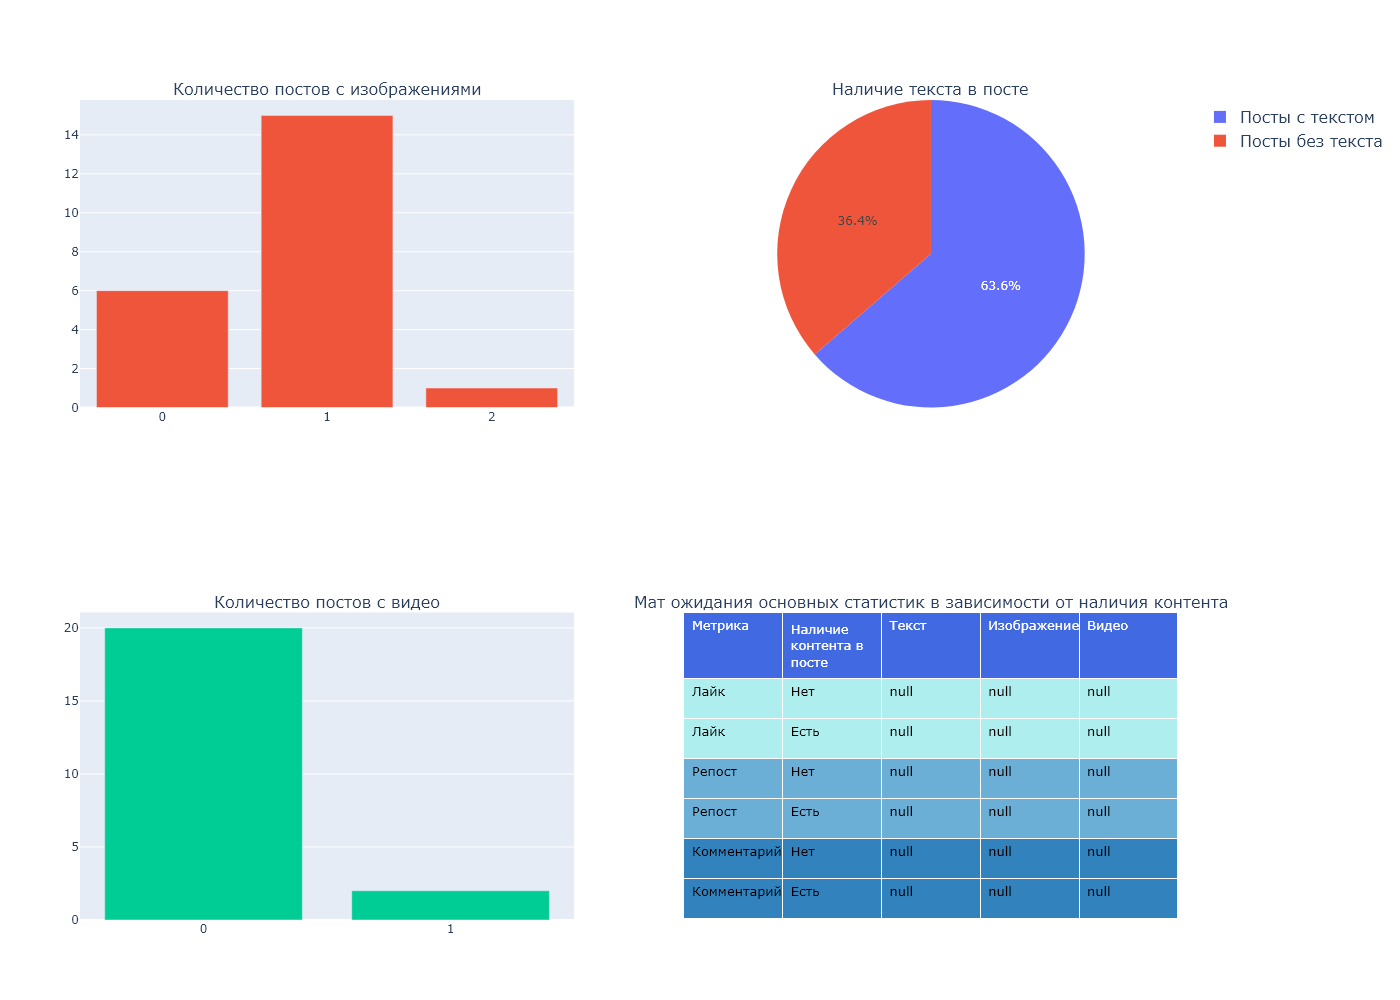 Количество постов с изображениями
14
12
10
8
6
4
2
0
0 1 2
Наличие текста в посте
36.4%
63.6%
Посты с текстом
Посты без текста
Количество постов с видео
20
15
10
5
0
0 1
Мат ожидания основных статистик в зависимости от наличия контента
Метрика Наличие контента в посте Текст Изображение Видео
Лайк Нет null null null
Лайк Есть null null null
Репост Нет null null null
Репост Есть null null null
Комментарий Нет null null null
Комментарий Есть null null null